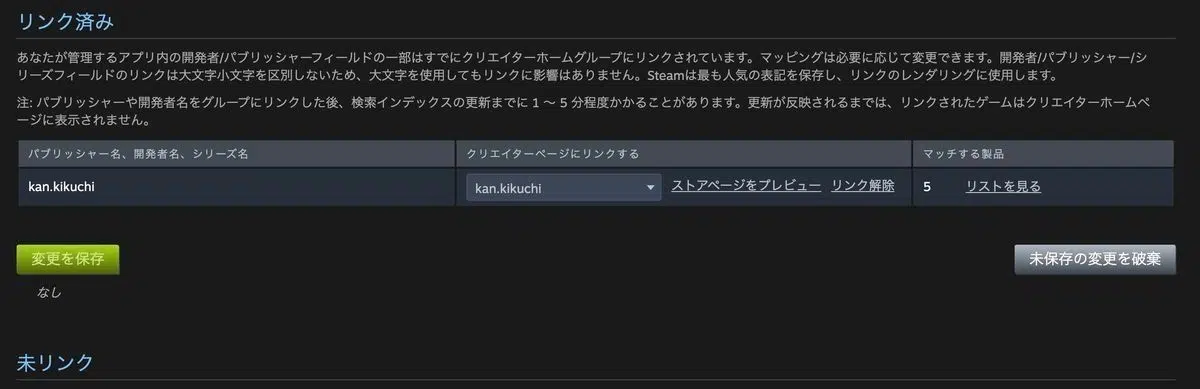 リンク済み
あなたが管理するアプリ内の開発者/パブリッシャーフィールドの一部はすでにクリエイターホームグループにリンクされています。マッピングは必要に応じて変更できます。開発者/パブリッシャー/シ
リーズフィールドのリンクは大文字小文字を区別しないため、大文字を使用してもリンクに影響はありません。Steamは最も人気の表記を保存し、リンクのレンダリングに使用します。
注: パブリッシャーや開発者名をグループにリンクした後、検索インデックスの更新までに 1 ～ 5 分程度かかることがあります。更新が反映されるまでは、リンクされたゲームはクリエイターホームペ
ージに表示されません。
パブリッシャー名、開発者名、シリーズ名 クリエイターページにリンクする マッチする製品
kan.kikuchi kan.kikuchi ストアページをプレビュー リンク解除 5 リストを見る
変更を保存 未保存の変更を破棄
なし
未リンク